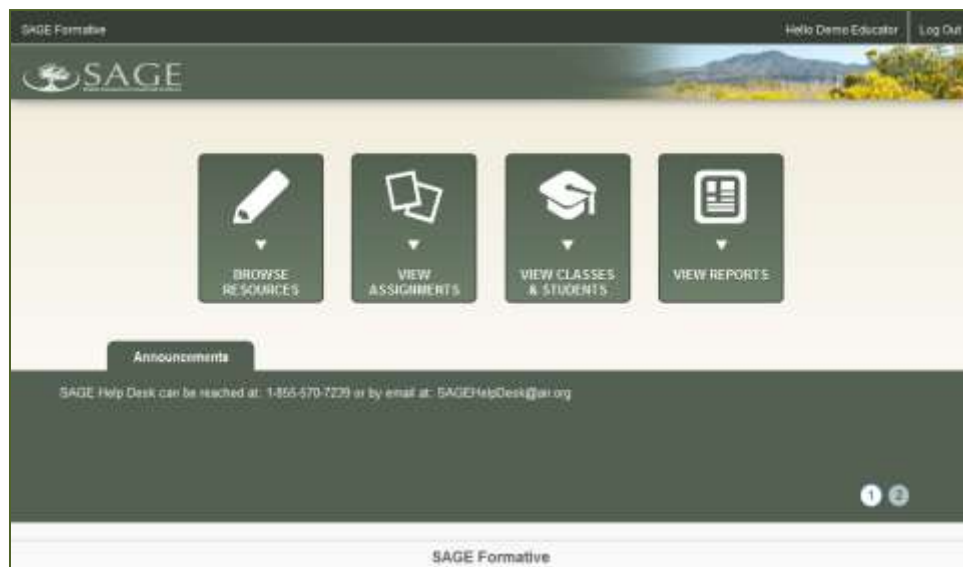 SAGE Formative
Hello Demo Educator
Log Out
SAGE
BROWSE
RESOURCES
VIEW
ASSIGNMENTS
VIEW CLASSES
& STUDENTS
VIEW REPORTS
Announcements
SAGE Help Desk can be reached at: 1-855-570-7239 or by email at: SAGEHelpDesk@air.org
1 2
SAGE Formative